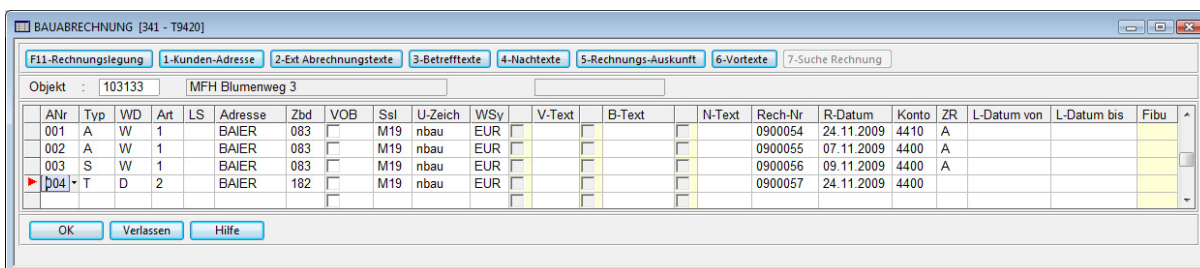 BAUABRECHNUNG [341 - T9420]
F11-Rechnungslegung 1-Kunden-Adresse 2-Ext Abrechnungstexte 3-Betrefftexte 4-Nachtexte 5-Rechnungs-Auskunft 6-Vortexte 7-Suche Rechnung
Objekt : 103133 MFH Blumenweg 3
ANr Typ WD Art LS Adresse Zbd VOB Ssl U-Zeich WSy V-Text B-Text N-Text Rech-Nr R-Datum Konto ZR L-Datum von L-Datum bis Fibu
001 A W 1 BAIER 083 M19 nbau EUR 0900054 24.11.2009 4410 A
002 A W 1 BAIER 083 M19 nbau EUR 0900055 07.11.2009 4400 A
003 S W 1 BAIER 083 M19 nbau EUR 0900056 09.11.2009 4400 A
004 T D 2 BAIER 182 M19 nbau EUR 0900057 24.11.2009 4400
OK Verlassen Hilfe